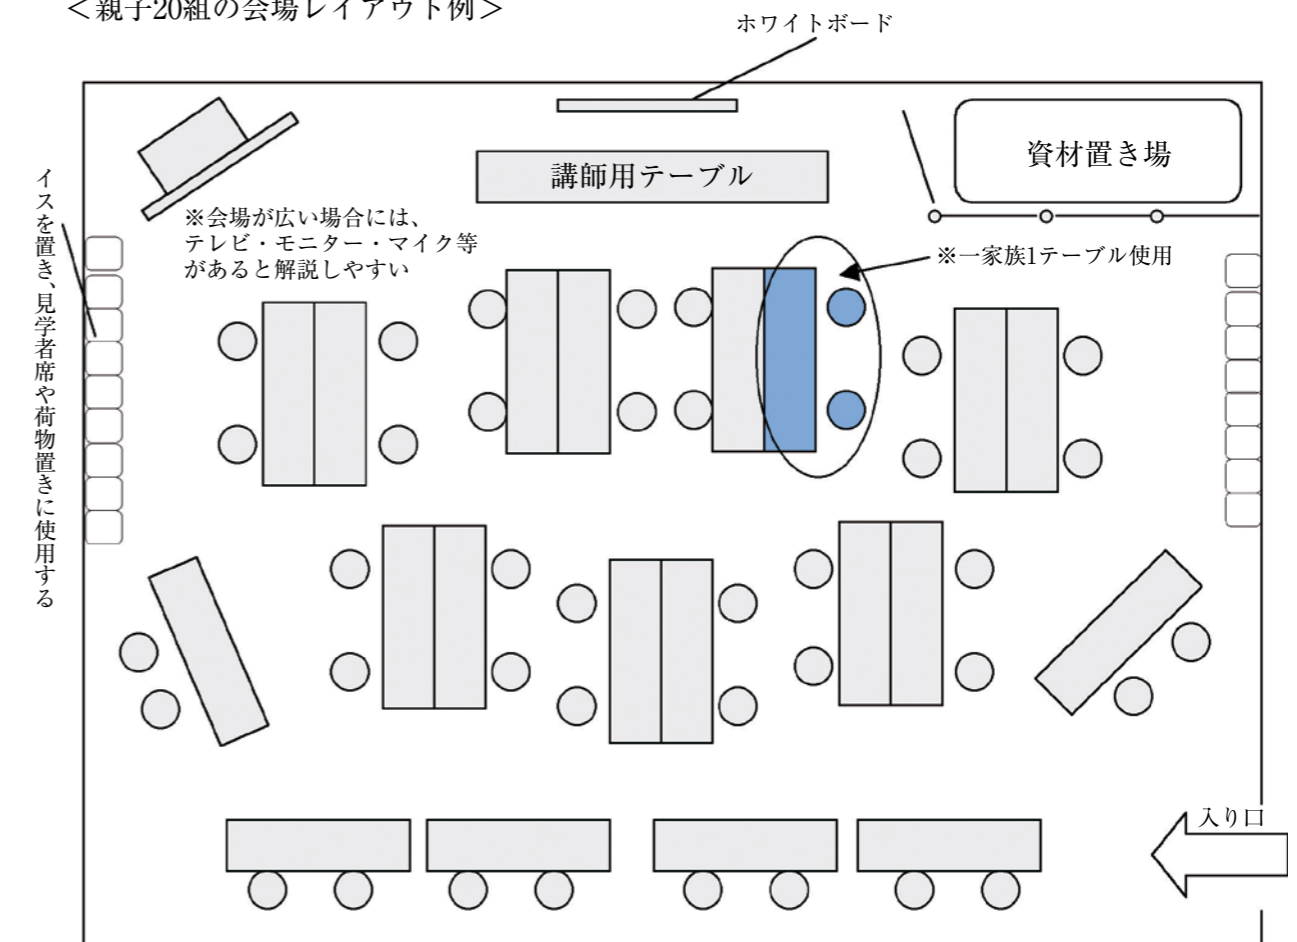 ＜親子20組の会場レイアウト例＞
ホワイトボード
資材置き場
講師用テーブル
イスを置き、見学者席や荷物置きに使用する
※会場が広い場合には、
テレビ・モニター・マイク等
があると解説しやすい
※一家族1テーブル使用
入り口